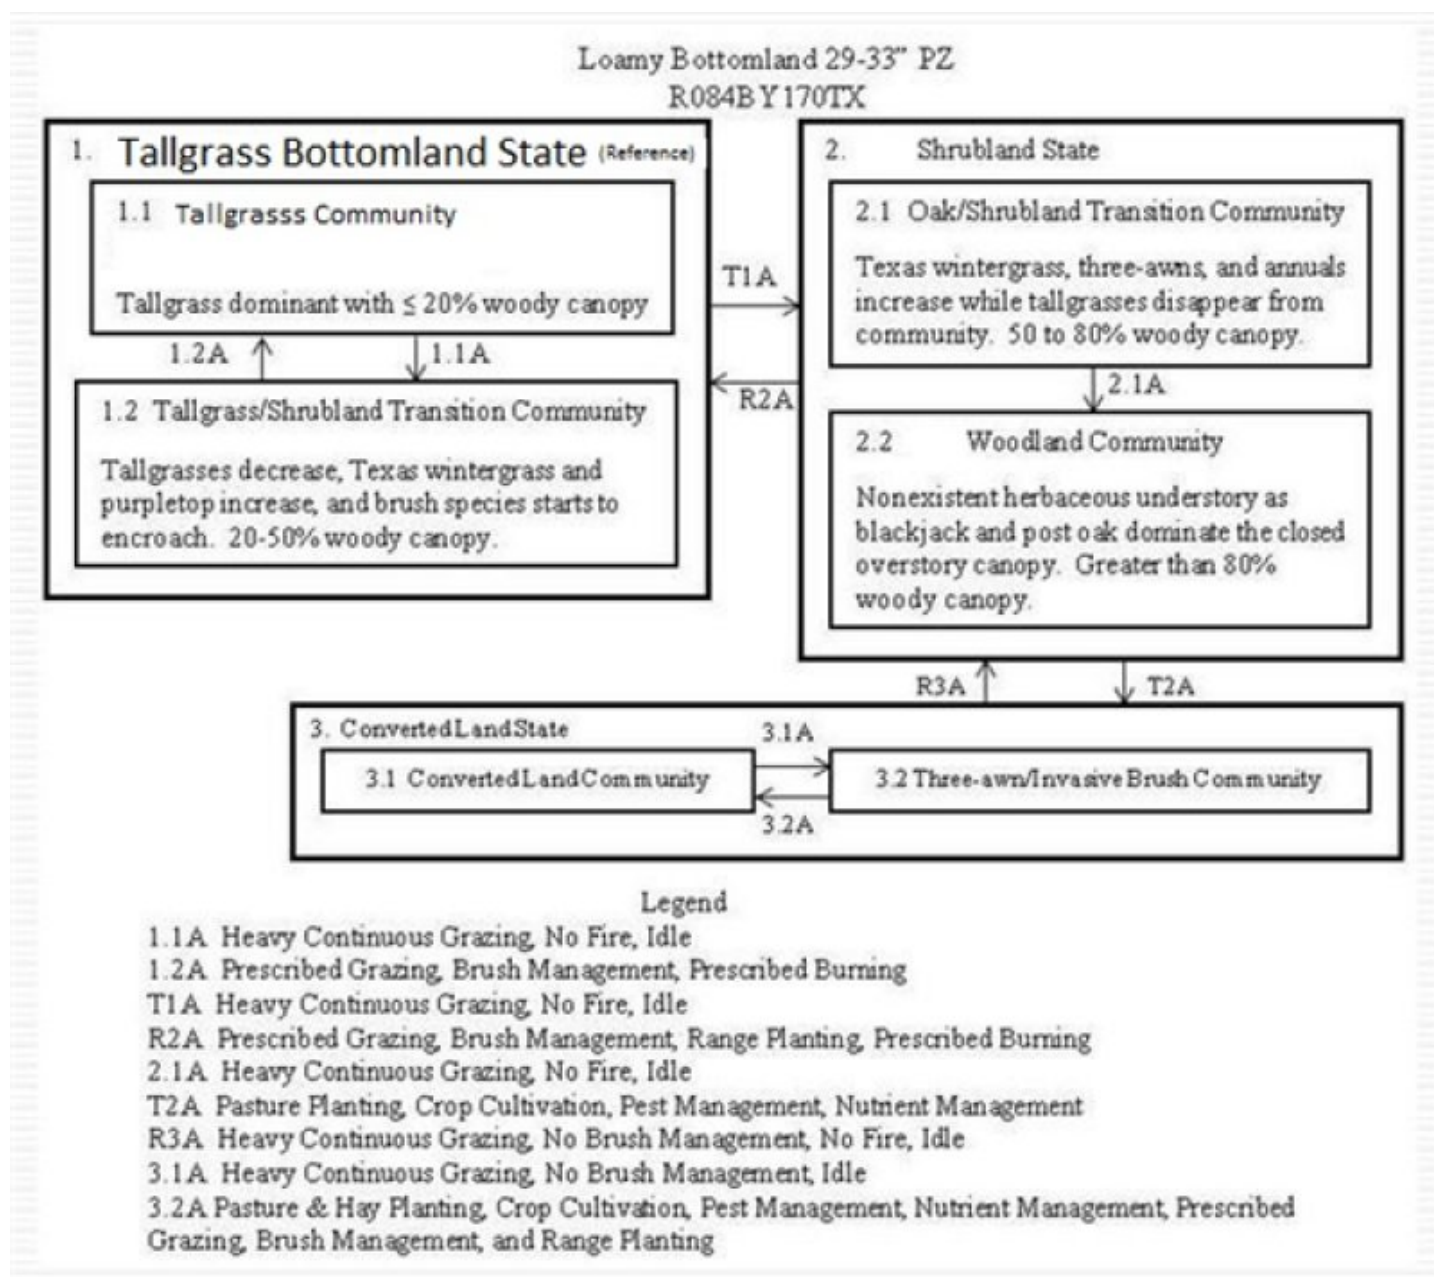 Loamy Bottomland 29-33" PZ
R084BY170TX
1. Tallgrass Bottomland State (Reference)
1.1 Tallgrasss Community
Tallgrass dominant with ≤ 20% woody canopy
1.2A
1.1A
1.2 Tallgrass/Shrubland Transition Community
Tallgrasses decrease, Texas wintergrass and
purpletop increase, and brush species starts to
encroach. 20-50% woody canopy.
T1A
R2A
2. Shrubland State
2.1 Oak/Shrubland Transition Community
Texas wintergrass, three-awns, and annuals
increase while tallgrasses disappear from
community. 50 to 80% woody canopy.
2.1A
2.2 Woodland Community
Nonexistent herbaceous understory as
blackjack and post oak dominate the closed
overstory canopy. Greater than 80%
woody canopy.
R3A
T2A
3. Converted Land State
3.1A
3.1 Converted Land Community
3.2 Three-awn/Invasive Brush Community
3.2A
Legend
1.1A Heavy Continuous Grazing, No Fire, Idle
1.2A Prescribed Grazing, Brush Management, Prescribed Burning
T1A Heavy Continuous Grazing, No Fire, Idle
R2A Prescribed Grazing, Brush Management, Range Planting, Prescribed Burning
2.1A Heavy Continuous Grazing, No Fire, Idle
T2A Pasture Planting, Crop Cultivation, Pest Management, Nutrient Management
R3A Heavy Continuous Grazing, No Brush Management, No Fire, Idle
3.1A Heavy Continuous Grazing, No Brush Management, Idle
3.2A Pasture & Hay Planting, Crop Cultivation, Pest Management, Nutrient Management, Prescribed
Grazing, Brush Management, and Range Planting